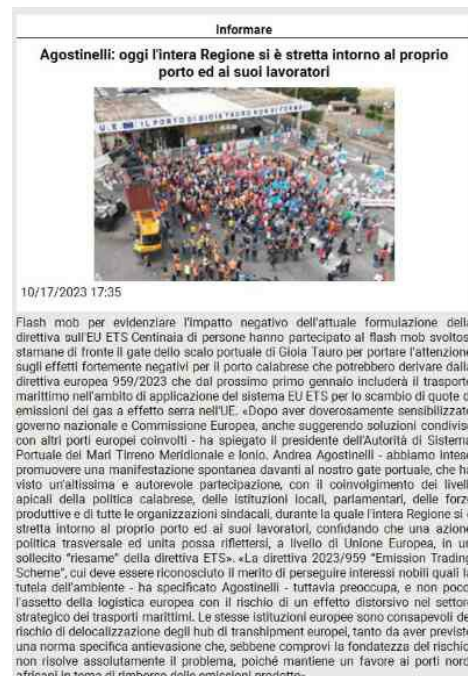 Informare
Agostinelli: oggi l'intera Regione si è stretta intorno al proprio
porto ed ai suoi lavoratori
U.E. IL PORTO DI GIOIA TAURO NON SI FERMA
10/17/2023 17:35
Flash mob per evidenziare l'impatto negativo dell'attuale formulazione della
direttiva sull'EU ETS Centinaia di persone hanno partecipato al flash mob svoltosi
stamane di fronte il gate dello scalo portuale di Gioia Tauro per portare l'attenzione
sugli effetti fortemente negativi per il porto calabrese che potrebbero derivare dalla
direttiva europea 959/2023 che dal prossimo primo gennaio includerà il trasporto
marittimo nell'ambito di applicazione del sistema EU ETS per lo scambio di quote di
emissioni dei gas a effetto serra nell'UE. «Dopo aver doverosamente sensibilizzato
governo nazionale e Commissione Europea, anche suggerendo soluzioni condivise
con altri porti europei coinvolti - ha spiegato il presidente dell'Autorità di Sistema
Portuale dei Mari Tirreno Meridionale e Ionio, Andrea Agostinelli - abbiamo inteso
promuovere una manifestazione spontanea davanti al nostro gate portuale, che ha
visto un'altissima e autorevole partecipazione, con il coinvolgimento dei livelli
apicali della politica calabrese, delle istituzioni locali, parlamentari, delle forze
produttive e di tutte le organizzazioni sindacali, durante la quale l'intera Regione si è
stretta intorno al proprio porto ed ai suoi lavoratori, confidando che una azione
politica trasversale ed unita possa riflettersi, a livello di Unione Europea, in un
sollecito "riesame" della direttiva ETS». «La direttiva 2023/959 "Emission Trading
Scheme", cui deve essere riconosciuto il merito di perseguire interessi nobili quali la
tutela dell'ambiente - ha specificato Agostinelli - tuttavia preoccupa, e non poco,
l'assetto della logistica europea con il rischio di un effetto distorsivo nel settore
strategico dei trasporti marittimi. Le stesse istituzioni europee sono consapevoli del
rischio di delocalizzazione degli hub di transhipment europei, tanto da aver previsto
una norma specifica antievasione che, sebbene comprovi la fondatezza del rischio,
non risolve assolutamente il problema, poiché mantiene un favore ai porti nord
africani in tema di rimborso delle emissioni prodotte».